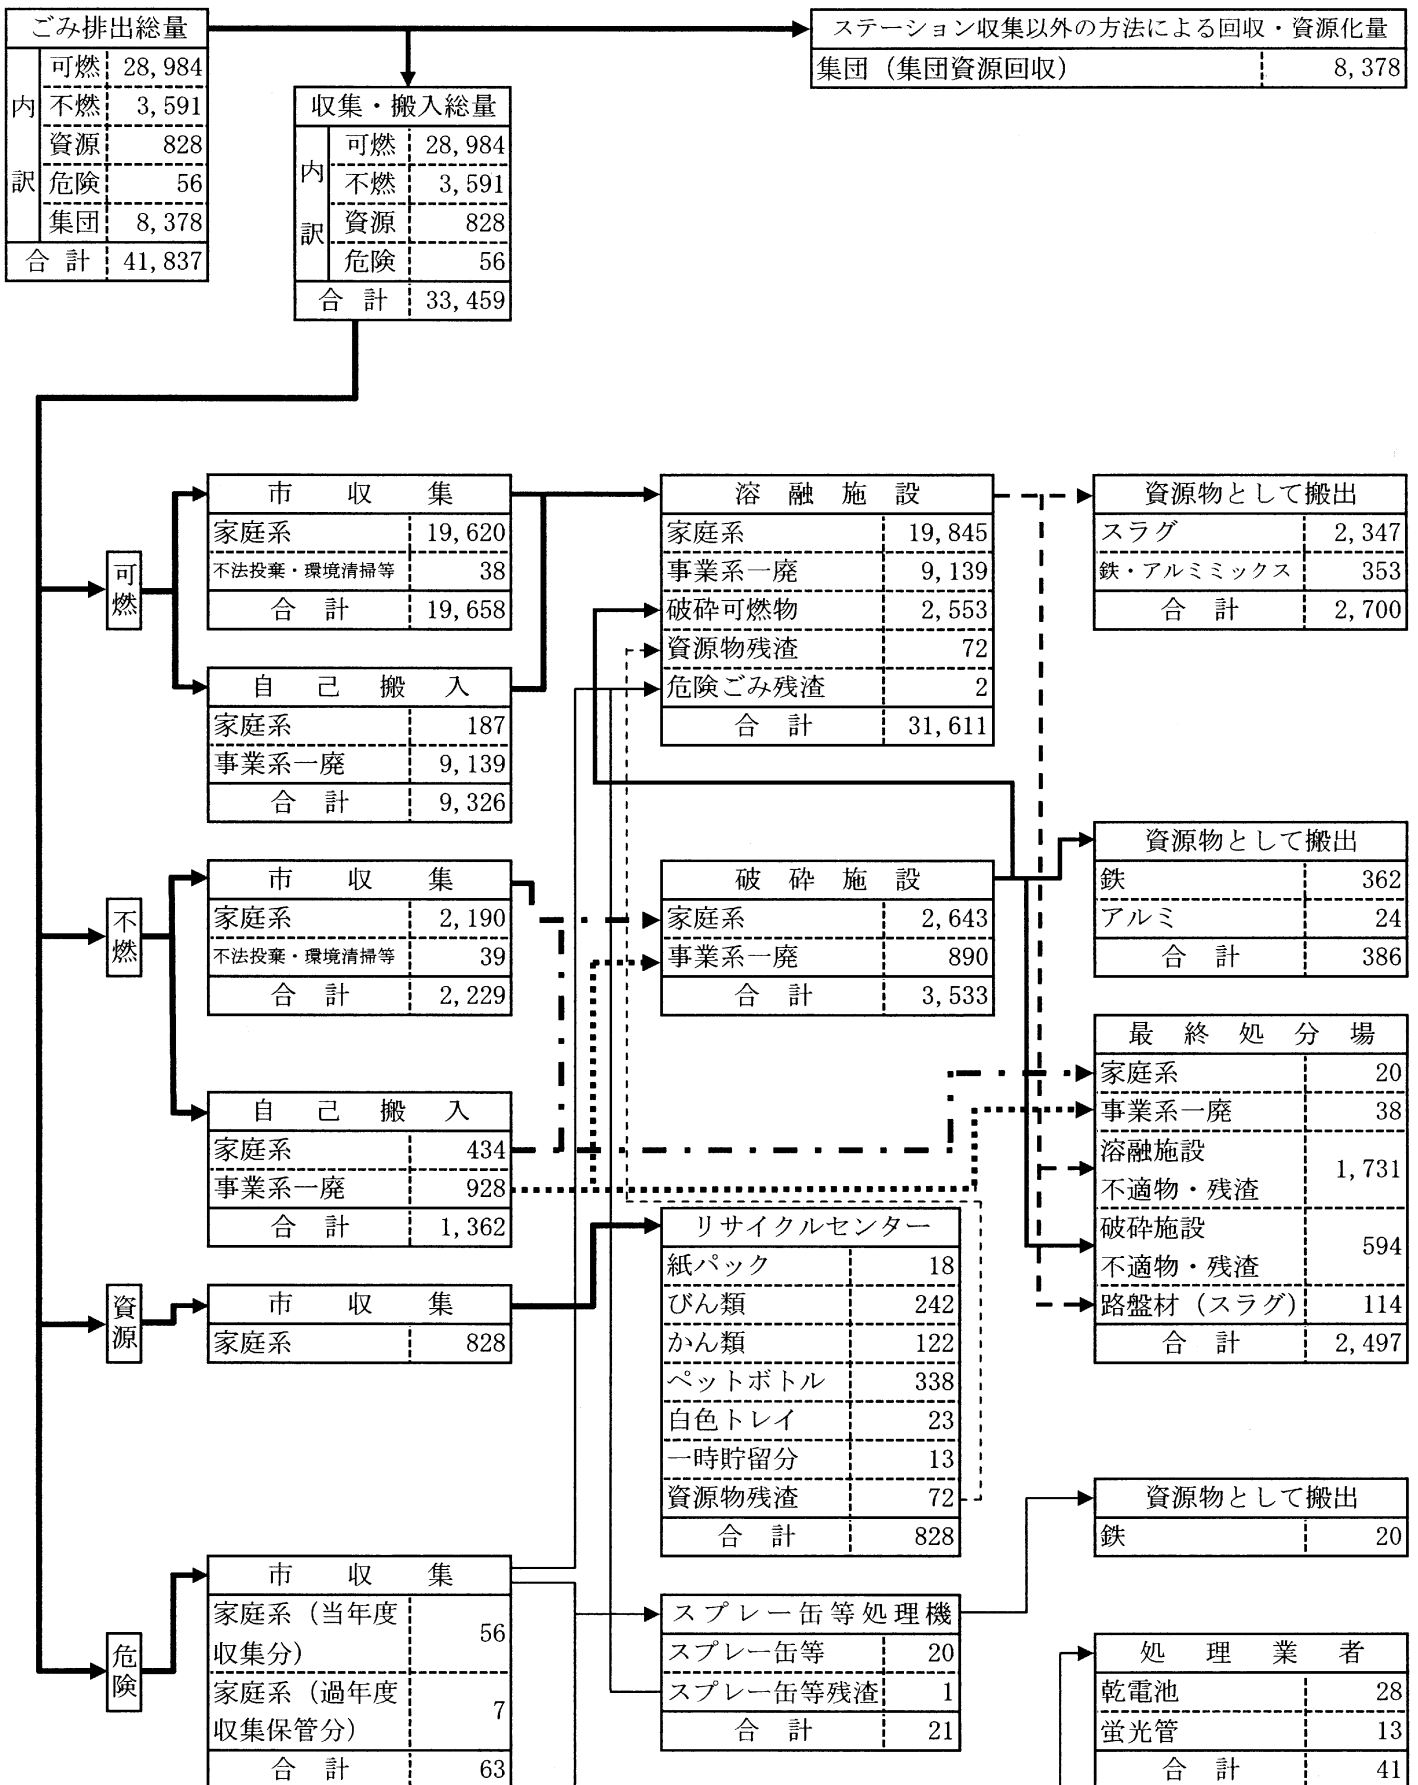 ごみ排出総量
内訳
可燃 28,984
不燃 3,591
資源 828
危険 56
集団 8,378
合計 41,837
ステーション収集以外の方法による回収・資源化量
集団（集団資源回収） 8,378
収集・搬入総量
内訳
可燃 28,984
不燃 3,591
資源 828
危険 56
合計 33,459
可燃
市収集
家庭系 19,620
不法投棄・環境清掃等 38
合計 19,658
自己搬入
家庭系 187
事業系一廃 9,139
合計 9,326
溶融施設
家庭系 19,845
事業系一廃 9,139
破砕可燃物 2,553
資源物残渣 72
危険ごみ残渣 2
合計 31,611
資源物として搬出
スラグ 2,347
鉄・アルミミックス 353
合計 2,700
不燃
市収集
家庭系 2,190
不法投棄・環境清掃等 39
合計 2,229
自己搬入
家庭系 434
事業系一廃 928
合計 1,362
破砕施設
家庭系 2,643
事業系一廃 890
合計 3,533
資源物として搬出
鉄 362
アルミ 24
合計 386
最終処分場
家庭系 20
事業系一廃 38
溶融施設
不適物・残渣 1,731
破砕施設
不適物・残渣 594
路盤材（スラグ） 114
合計 2,497
資源
市収集
家庭系 828
リサイクルセンター
紙パック 18
びん類 242
かん類 122
ペットボトル 338
白色トレイ 23
一時貯留分 13
資源物残渣 72
合計 828
危険
市収集
家庭系（当年度
収集分） 56
家庭系（過年度
収集保管分） 7
合計 63
スプレー缶等処理機
スプレー缶等 20
スプレー缶等残渣 1
合計 21
資源物として搬出
鉄 20
処理業者
乾電池 28
蛍光管 13
合計 41